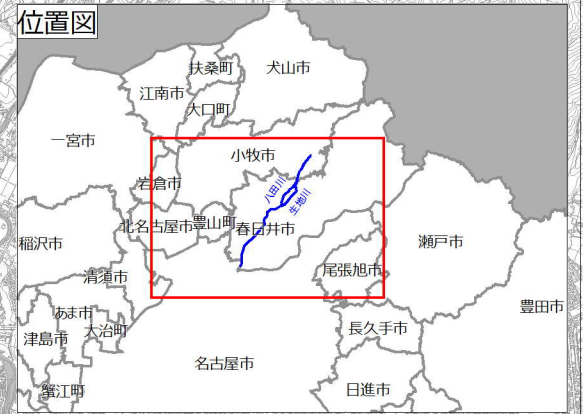 位置図
扶桑町
犬山市
江南市
大口町
一宮市
小牧市
岩倉市
八田川
生地川
北名古屋市
豊山町
春日井市
稲沢市
瀬戸市
尾張旭市
清須市
豊田市
あま市
大治町
津島市
長久手市
名古屋市
蟹江町
日進市